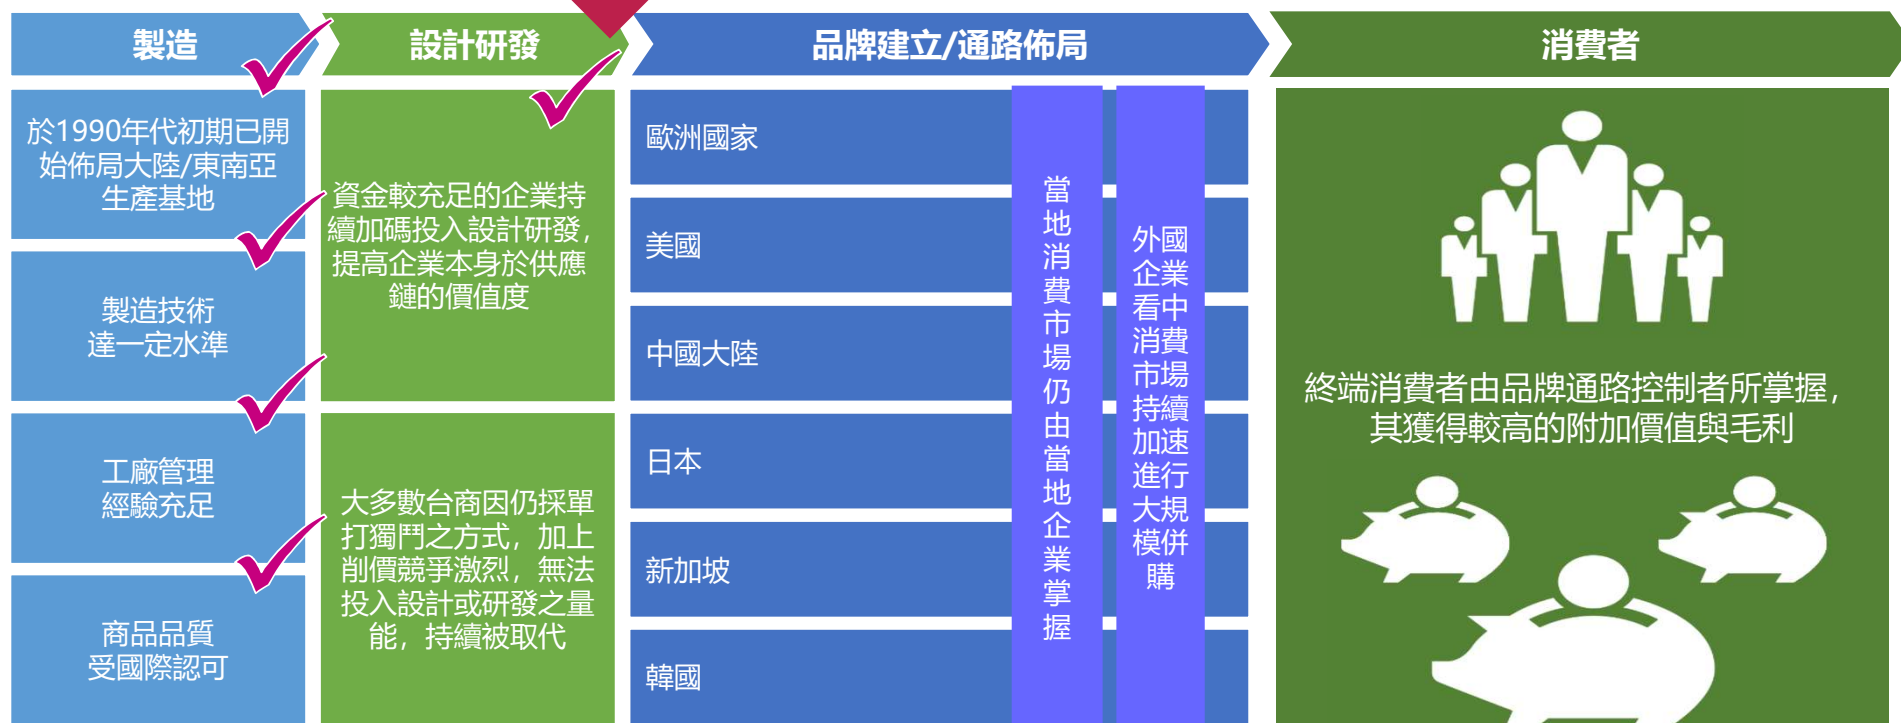 製造
設計研發
品牌建立/通路佈局
消費者
於1990年代初期已開
始佈局大陸/東南亞
生產基地
製造技術
達一定水準
工廠管理
經驗充足
商品品質
受國際認可
資金較充足的企業持
續加碼投入設計研發，
提高企業本身於供應
鏈的價值度
大多數台商因仍採單
打獨鬥之方式，加上
削價競爭激烈，無法
投入設計或研發之量
能，持續被取代
歐洲國家
美國
中國大陸
日本
新加坡
韓國
當地消費市場仍由當地企業掌握
外國
企業
看中
消費
市場
持續
加速
進行
大規
模併
購
終端消費者由品牌通路控制者所掌握，
其獲得較高的附加價值與毛利